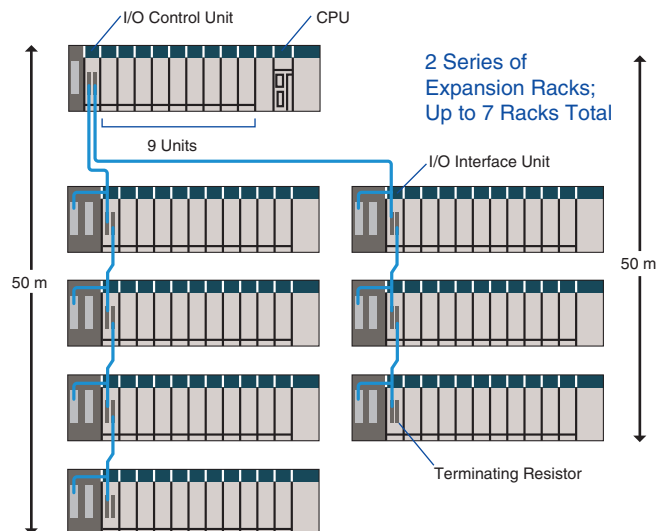 I/O Control Unit
CPU
2 Series of
Expansion Racks;
Up to 7 Racks Total
9 Units
I/O Interface Unit
50 m
50 m
Terminating Resistor